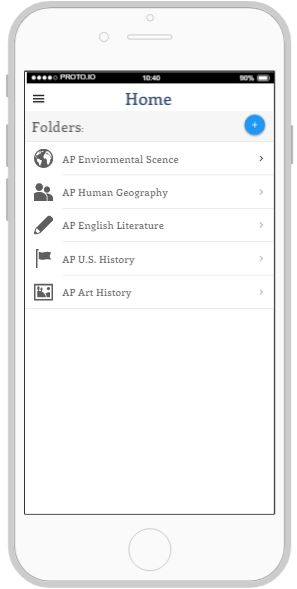 PROTO.IO 10:40 90%
Home
Folders:
+
AP Enviormental Scence
AP Human Geography
AP English Literature
AP U.S. History
AP Art History